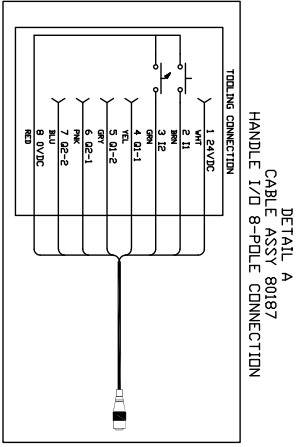 DETAIL A
CABLE ASSY 80187
HANDLE I/O 8-POLE CONNECTION
TOOLING CONNECTION
1 24VDC
WHT
2 I1
BRN
3 I2
GRN
4 Q1-1
YEL
5 Q1-2
GRY
6 Q2-1
PNK
7 Q2-2
BLU
8 0VDC
RED